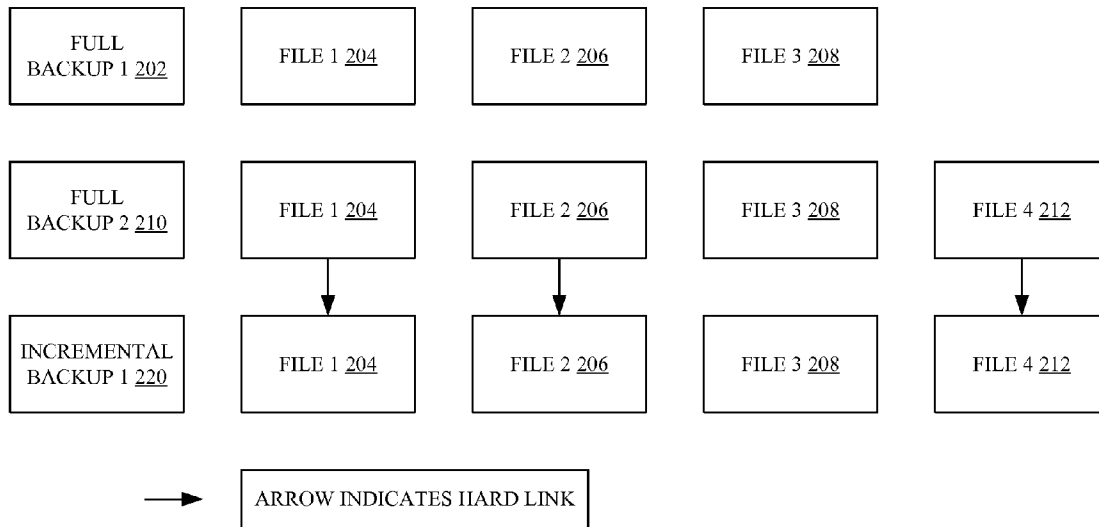 FULL
BACKUP 1 202
FILE 1 204
FILE 2 206
FILE 3 208
FULL
BACKUP 2 210
FILE 1 204
FILE 2 206
FILE 3 208
FILE 4 212
INCREMENTAL
BACKUP 1 220
FILE 1 204
FILE 2 206
FILE 3 208
FILE 4 212
ARROW INDICATES HARD LINK